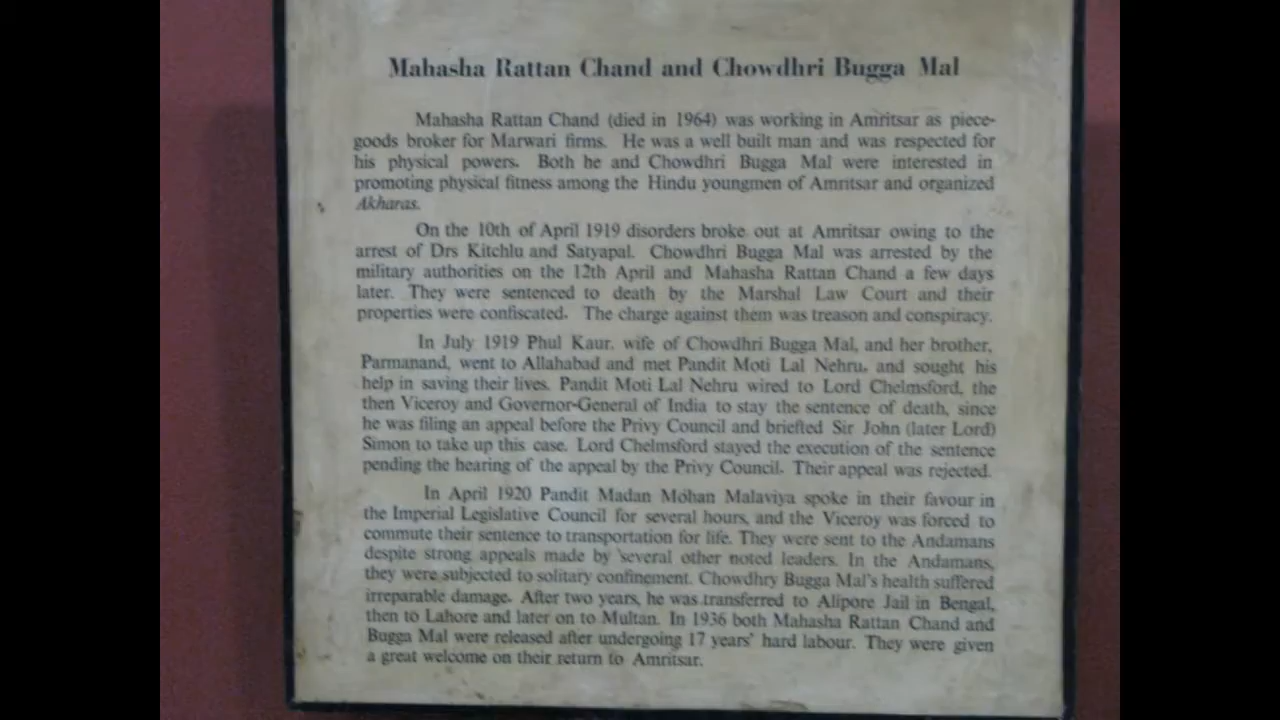 Mahasha Rattan Chand and Chowdhri Bugga Mal
Mahasha Rattan Chand (died in 1964) was working in Amritsar as piece-
goods broker for Marwari firms. He was a well built man and was respected for
his physical powers. Both he and Chowdhri Bugga Mal were interested in
promoting physical fitness among the Hindu youngmen of Amritsar and organized
Akharas.
On the 10th of April 1919 disorders broke out at Amritsar owing to the
arrest of Drs Kitchlu and Satyapal. Chowdhri Bugga Mal was arrested by the
military authorities on the 12th April and Mahasha Rattan Chand a few days
later. They were sentenced to death by the Marshal Law Court and their
properties were confiscated. The charge against them was treason and conspiracy.
In July 1919 Phul Kaur, wife of Chowdhri Bugga Mal, and her brother,
Parmanand, went to Allahabad and met Pandit Moti Lal Nehru, and sought his
help in saving their lives. Pandit Moti Lal Nehru wired to Lord Chelmsford, the
then Viceroy and Governor-General of India to stay the sentence of death, since
he was filing an appeal before the Privy Council and briefted Sir John (later Lord)
Simon to take up this case. Lord Chelmsford stayed the execution of the sentence
pending the hearing of the appeal by the Privy Council. Their appeal was rejected.
In April 1920 Pandit Madan Mohan Malaviya spoke in their favour in
the Imperial Legislative Council for several hours, and the Viceroy was forced to
commute their sentence to transportation for life. They were sent to the Andamans
despite strong appeals made by several other noted leaders. In the Andamans,
they were subjected to solitary confinement. Chowdhry Bugga Mal's health suffered
irreparable damage. After two years, he was transferred to Alipore Jail in Bengal,
then to Lahore and later on to Multan. In 1936 both Mahasha Rattan Chand and
Bugga Mal were released after undergoing 17 years' hard labour. They were given
a great welcome on their return to Amritsar.